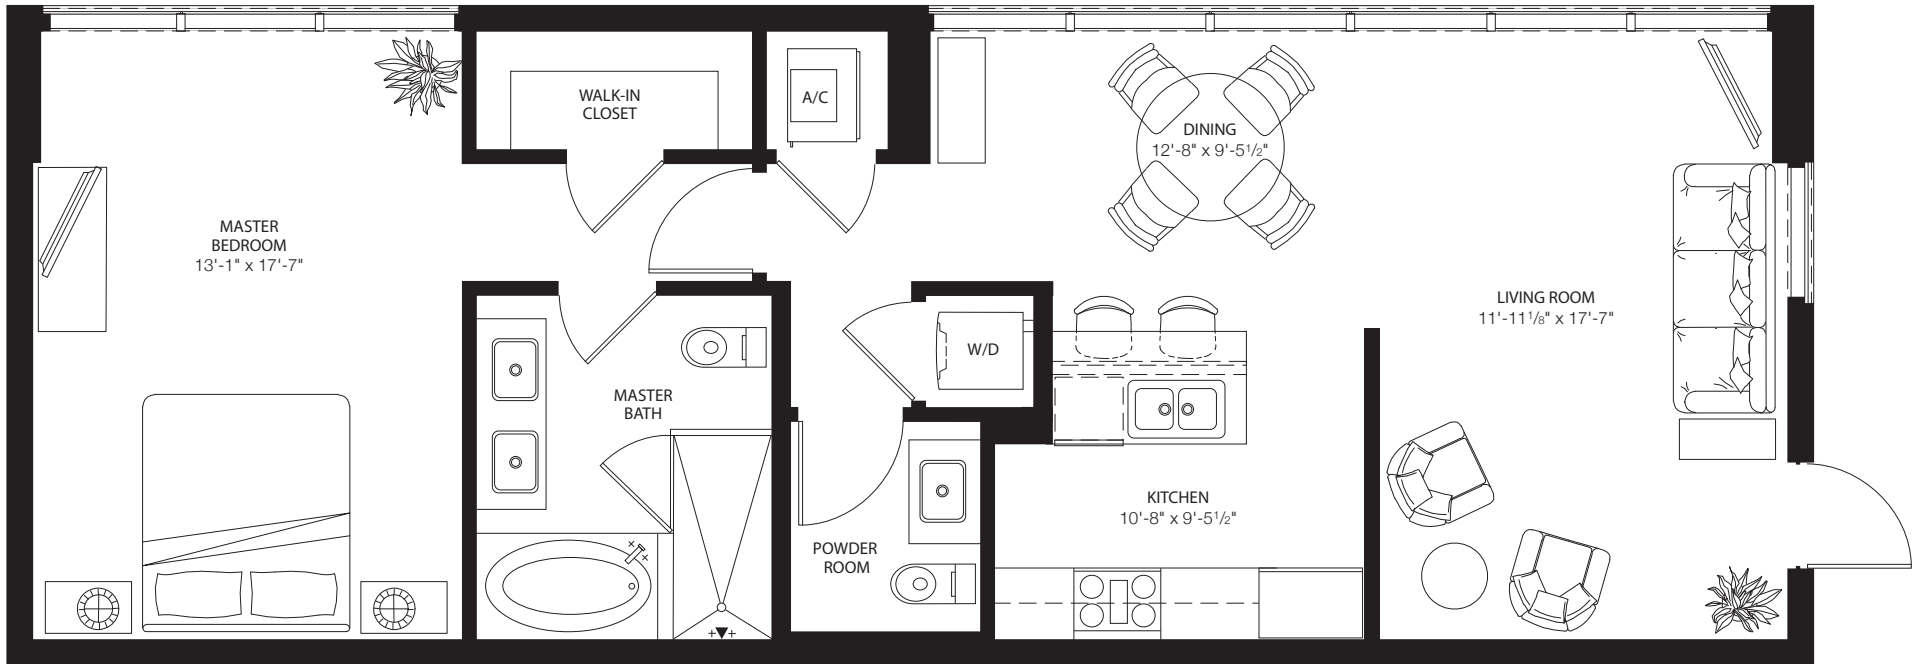 WALK-IN
CLOSET
A/C
DINING
12'-8" x 9'-51/2"
MASTER
BEDROOM
13'-1" x 17'-7"
LIVING ROOM
11'-111/8" x 17'-7"
W/D
MASTER
BATH
KITCHEN
10'-8" x 9'-51/2"
POWDER
ROOM